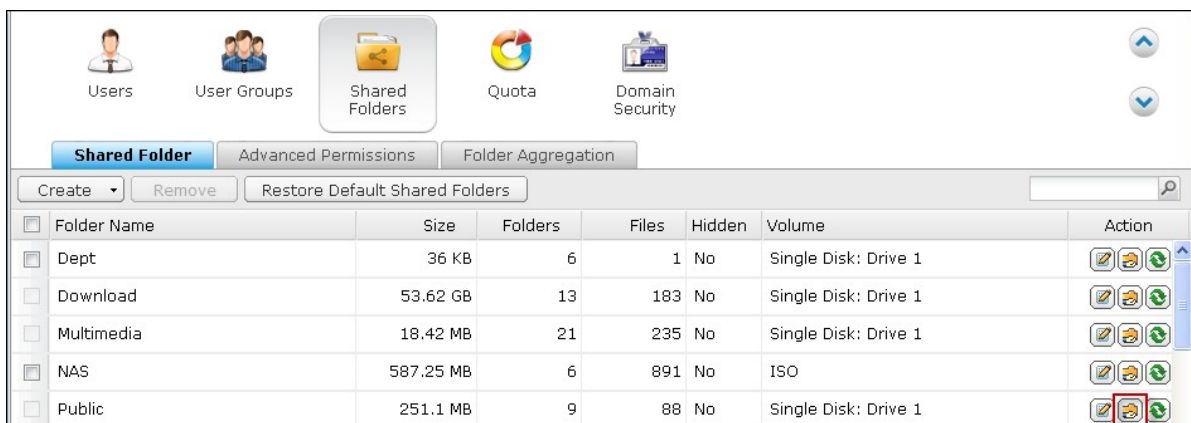 Users
User Groups
Shared Folders
Quota
Domain Security
Shared Folder Advanced Permissions Folder Aggregation
Create Remove Restore Default Shared Folders
Folder Name Size Folders Files Hidden Volume Action
Dept 36 KB 6 1 No Single Disk: Drive 1
Download 53.62 GB 13 183 No Single Disk: Drive 1
Multimedia 18.42 MB 21 235 No Single Disk: Drive 1
NAS 587.25 MB 6 891 No ISO
Public 251.1 MB 9 88 No Single Disk: Drive 1